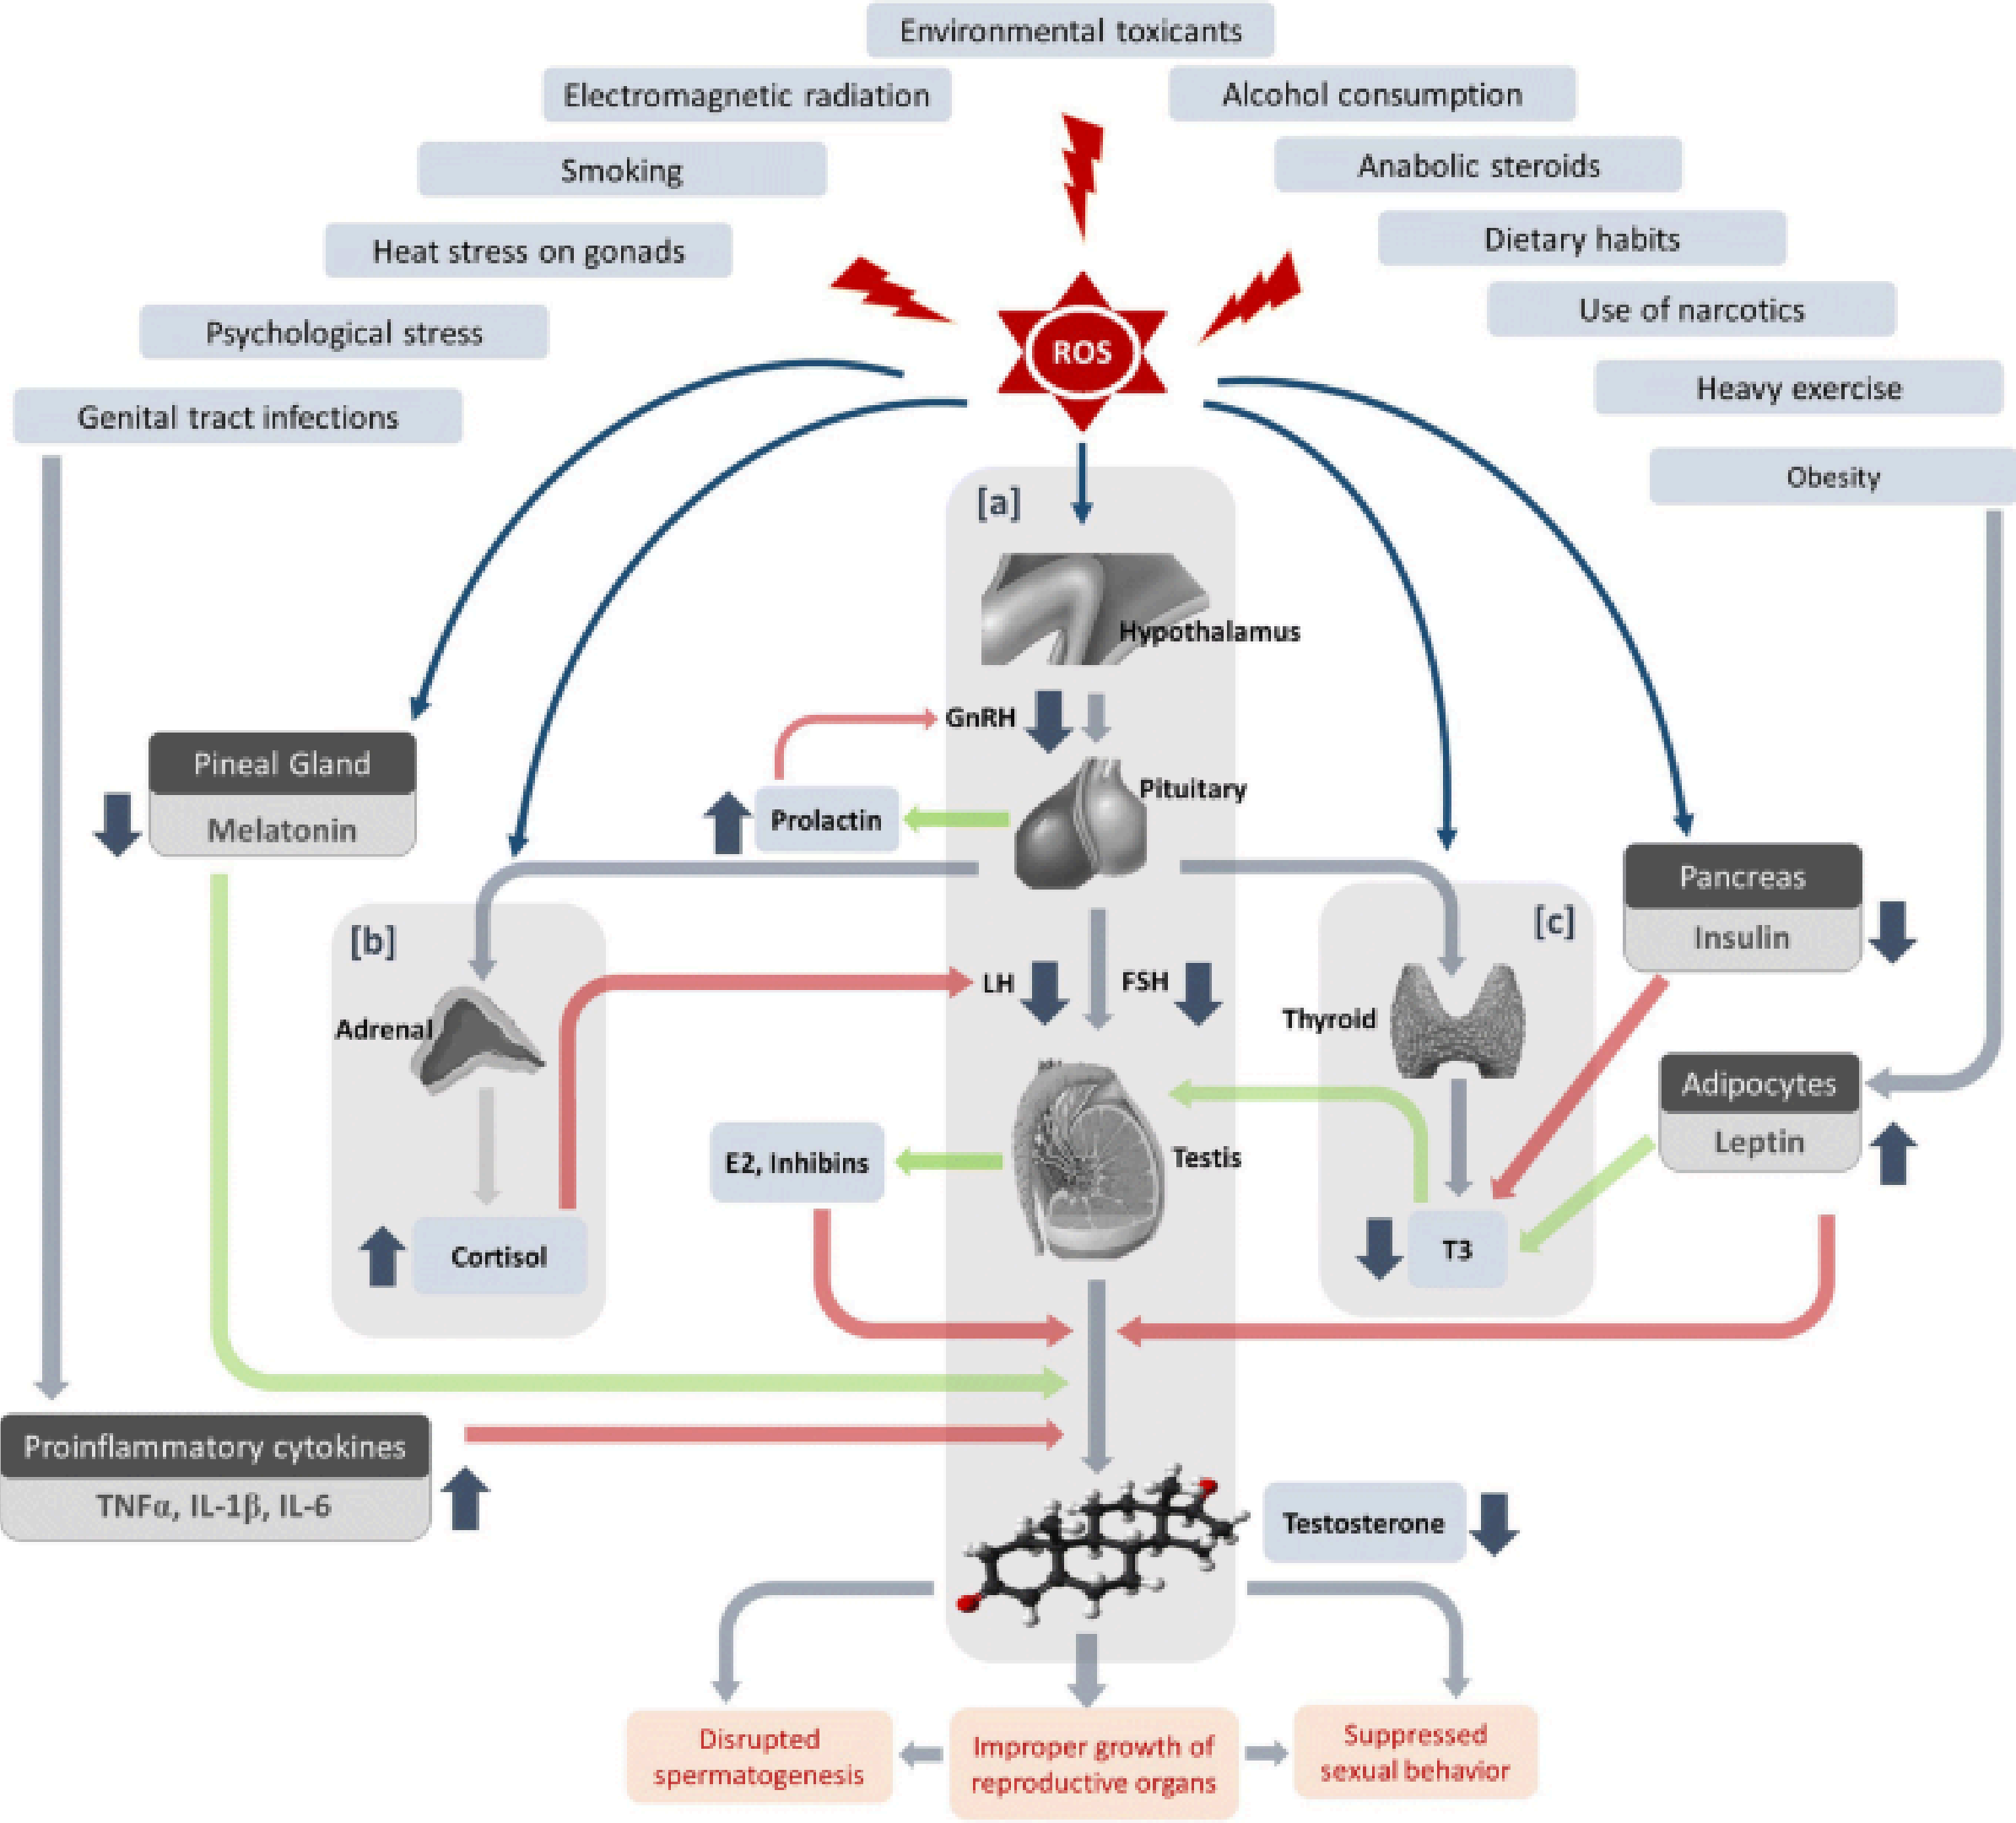 Environmental toxicants
Electromagnetic radiation
Alcohol consumption
Smoking
Anabolic steroids
Heat stress on gonads
Dietary habits
Psychological stress
Use of narcotics
ROS
Genital tract infections
Heavy exercise
Obesity
[a]
Hypothalamus
GnRH
Pineal Gland
Melatonin
Prolactin
Pituitary
Pancreas
Insulin
[b]
[c]
LH
FSH
Adrenal
Thyroid
Adipocytes
Leptin
E2, Inhibins
Testis
Cortisol
T3
Proinflammatory cytokines
TNFα, IL-1β, IL-6
Testosterone
Disrupted
spermatogenesis
Improper growth of
reproductive organs
Suppressed
sexual behavior